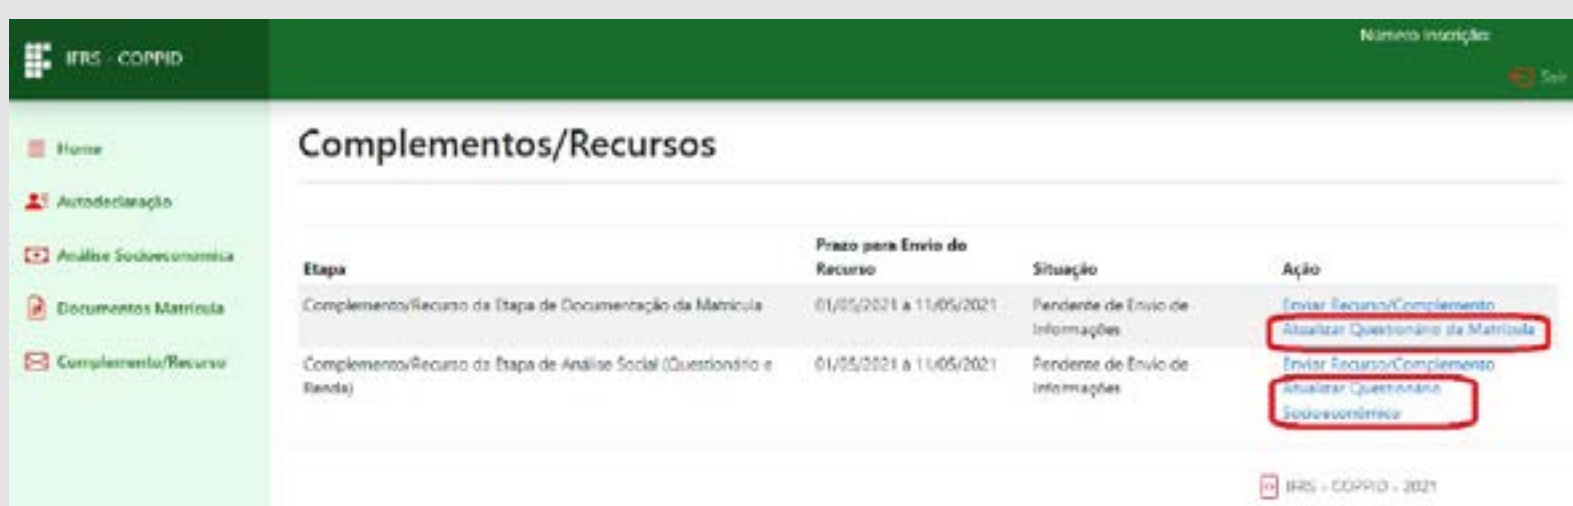 IFRS - COPPID
Número Inscrição:
Sair
Home
Autodeclaração
Análise Socioeconomica
Documentos Matrícula
Complemento/Recurso
Complementos/Recursos
Etapa
Prazo para Envio do
Recurso
Situação
Ação
Complemento/Recurso da Etapa de Documentação da Matrícula
01/05/2021 a 11/05/2021
Pendente de Envio de
Informações
Enviar Recurso/Complemento
Atualizar Questionário da Matrícula
Complemento/Recurso da Etapa de Análise Social (Questionário e
Renda)
01/05/2021 a 11/05/2021
Pendente de Envio de
Informações
Enviar Recurso/Complemento
Atualizar Questionário
Socioeconômico
IFRS - COPPID - 2021